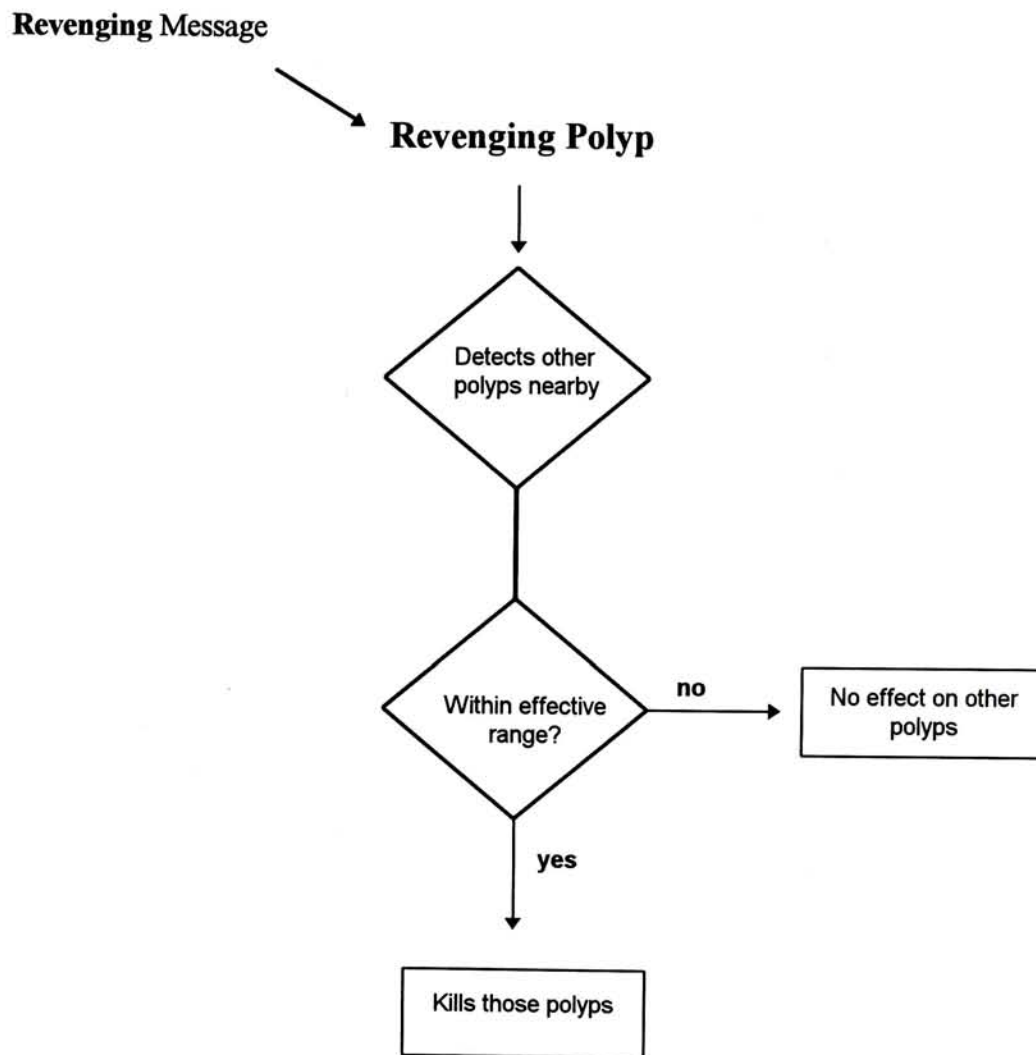 Revenging Message
Revenging Polyp
Detects other
polyps nearby
Within effective
range?
no
No effect on other
polyps
yes
Kills those polyps